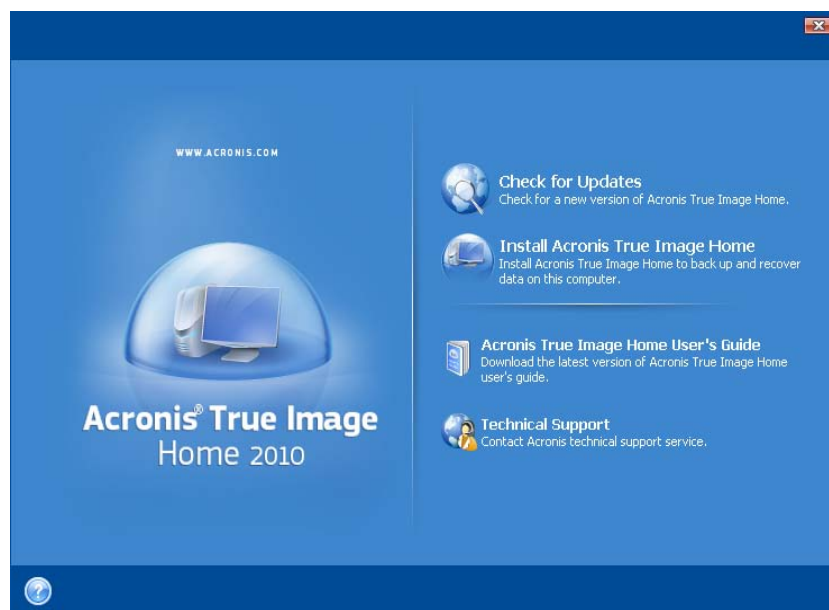 WWW.ACRONIS.COM
Acronis® True Image
Home 2010
Check for Updates
Check for a new version of Acronis True Image Home.
Install Acronis True Image Home
Install Acronis True Image Home to back up and recover
data on this computer.
Acronis True Image Home User's Guide
Download the latest version of Acronis True Image Home
user's guide.
Technical Support
Contact Acronis technical support service.
?